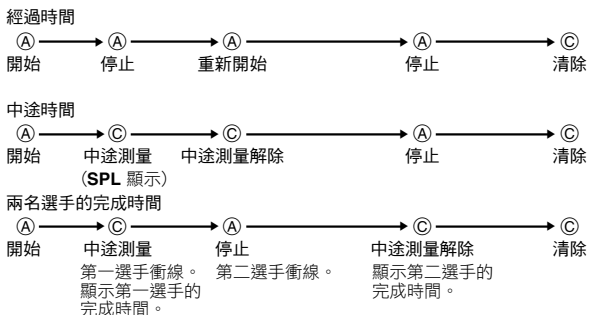 經過時間
Ⓐ Ⓐ Ⓐ Ⓐ Ⓒ
開始 停止 重新開始 停止 清除
中途時間
Ⓐ Ⓒ Ⓒ Ⓐ Ⓒ
開始 中途測量 中途測量解除 停止 清除
（SPL 顯示）
兩名選手的完成時間
Ⓐ Ⓒ Ⓐ Ⓒ Ⓒ
開始 中途測量 停止 中途測量解除 清除
第一選手衝線。 第二選手衝線。 顯示第二選手的
顯示第一選手的 完成時間。
完成時間。